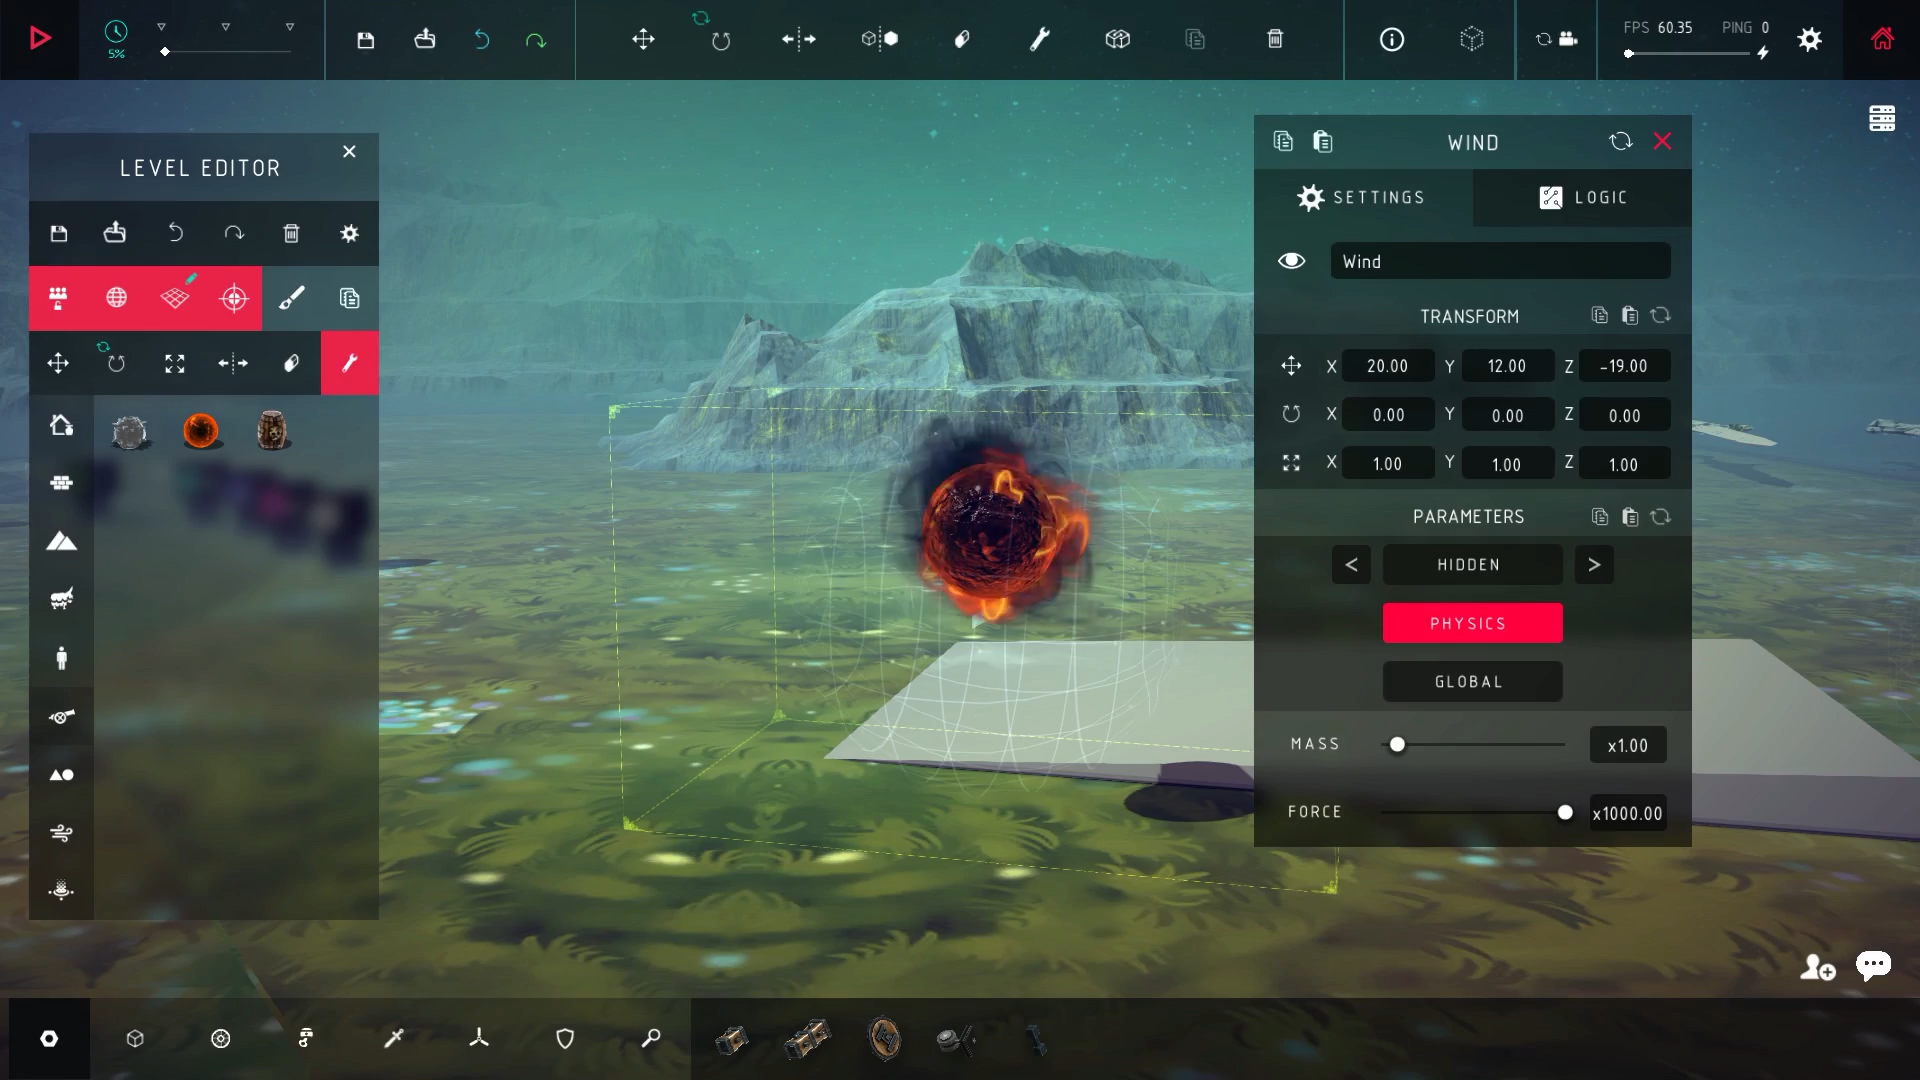 5%
FPS 60.35 PING 0
LEVEL EDITOR
WIND
SETTINGS LOGIC
Wind
TRANSFORM
X 20.00 Y 12.00 Z -19.00
X 0.00 Y 0.00 Z 0.00
X 1.00 Y 1.00 Z 1.00
PARAMETERS
< HIDDEN >
PHYSICS
GLOBAL
MASS x1.00
FORCE x1000.00